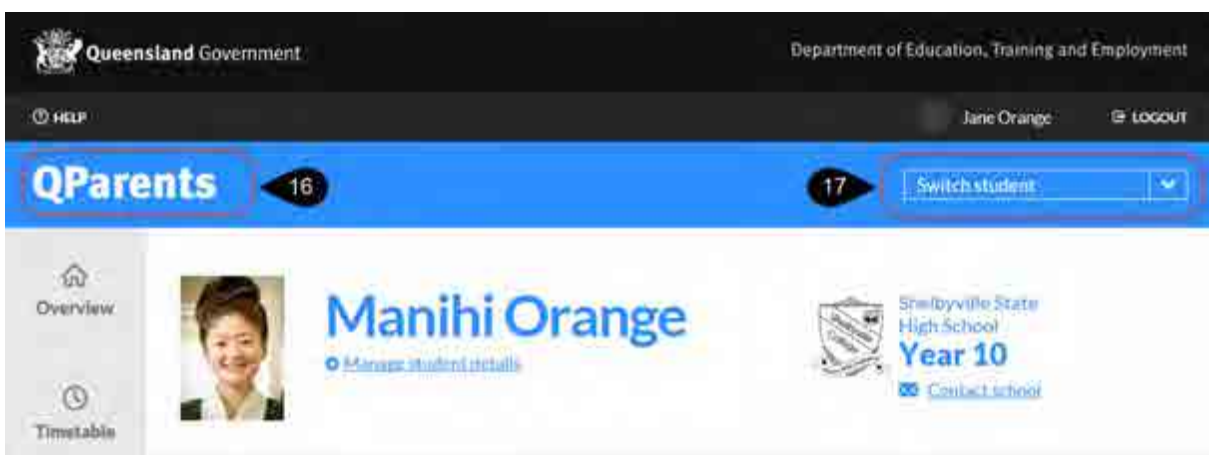 Queensland Government
Department of Education, Training and Employment
HELP
Jane Orange
LOGOUT
QParents
16
17
Switch student
Overview
Manihi Orange
Manage student details
Shelbyville State
High School
Year 10
Contact school
Timetable